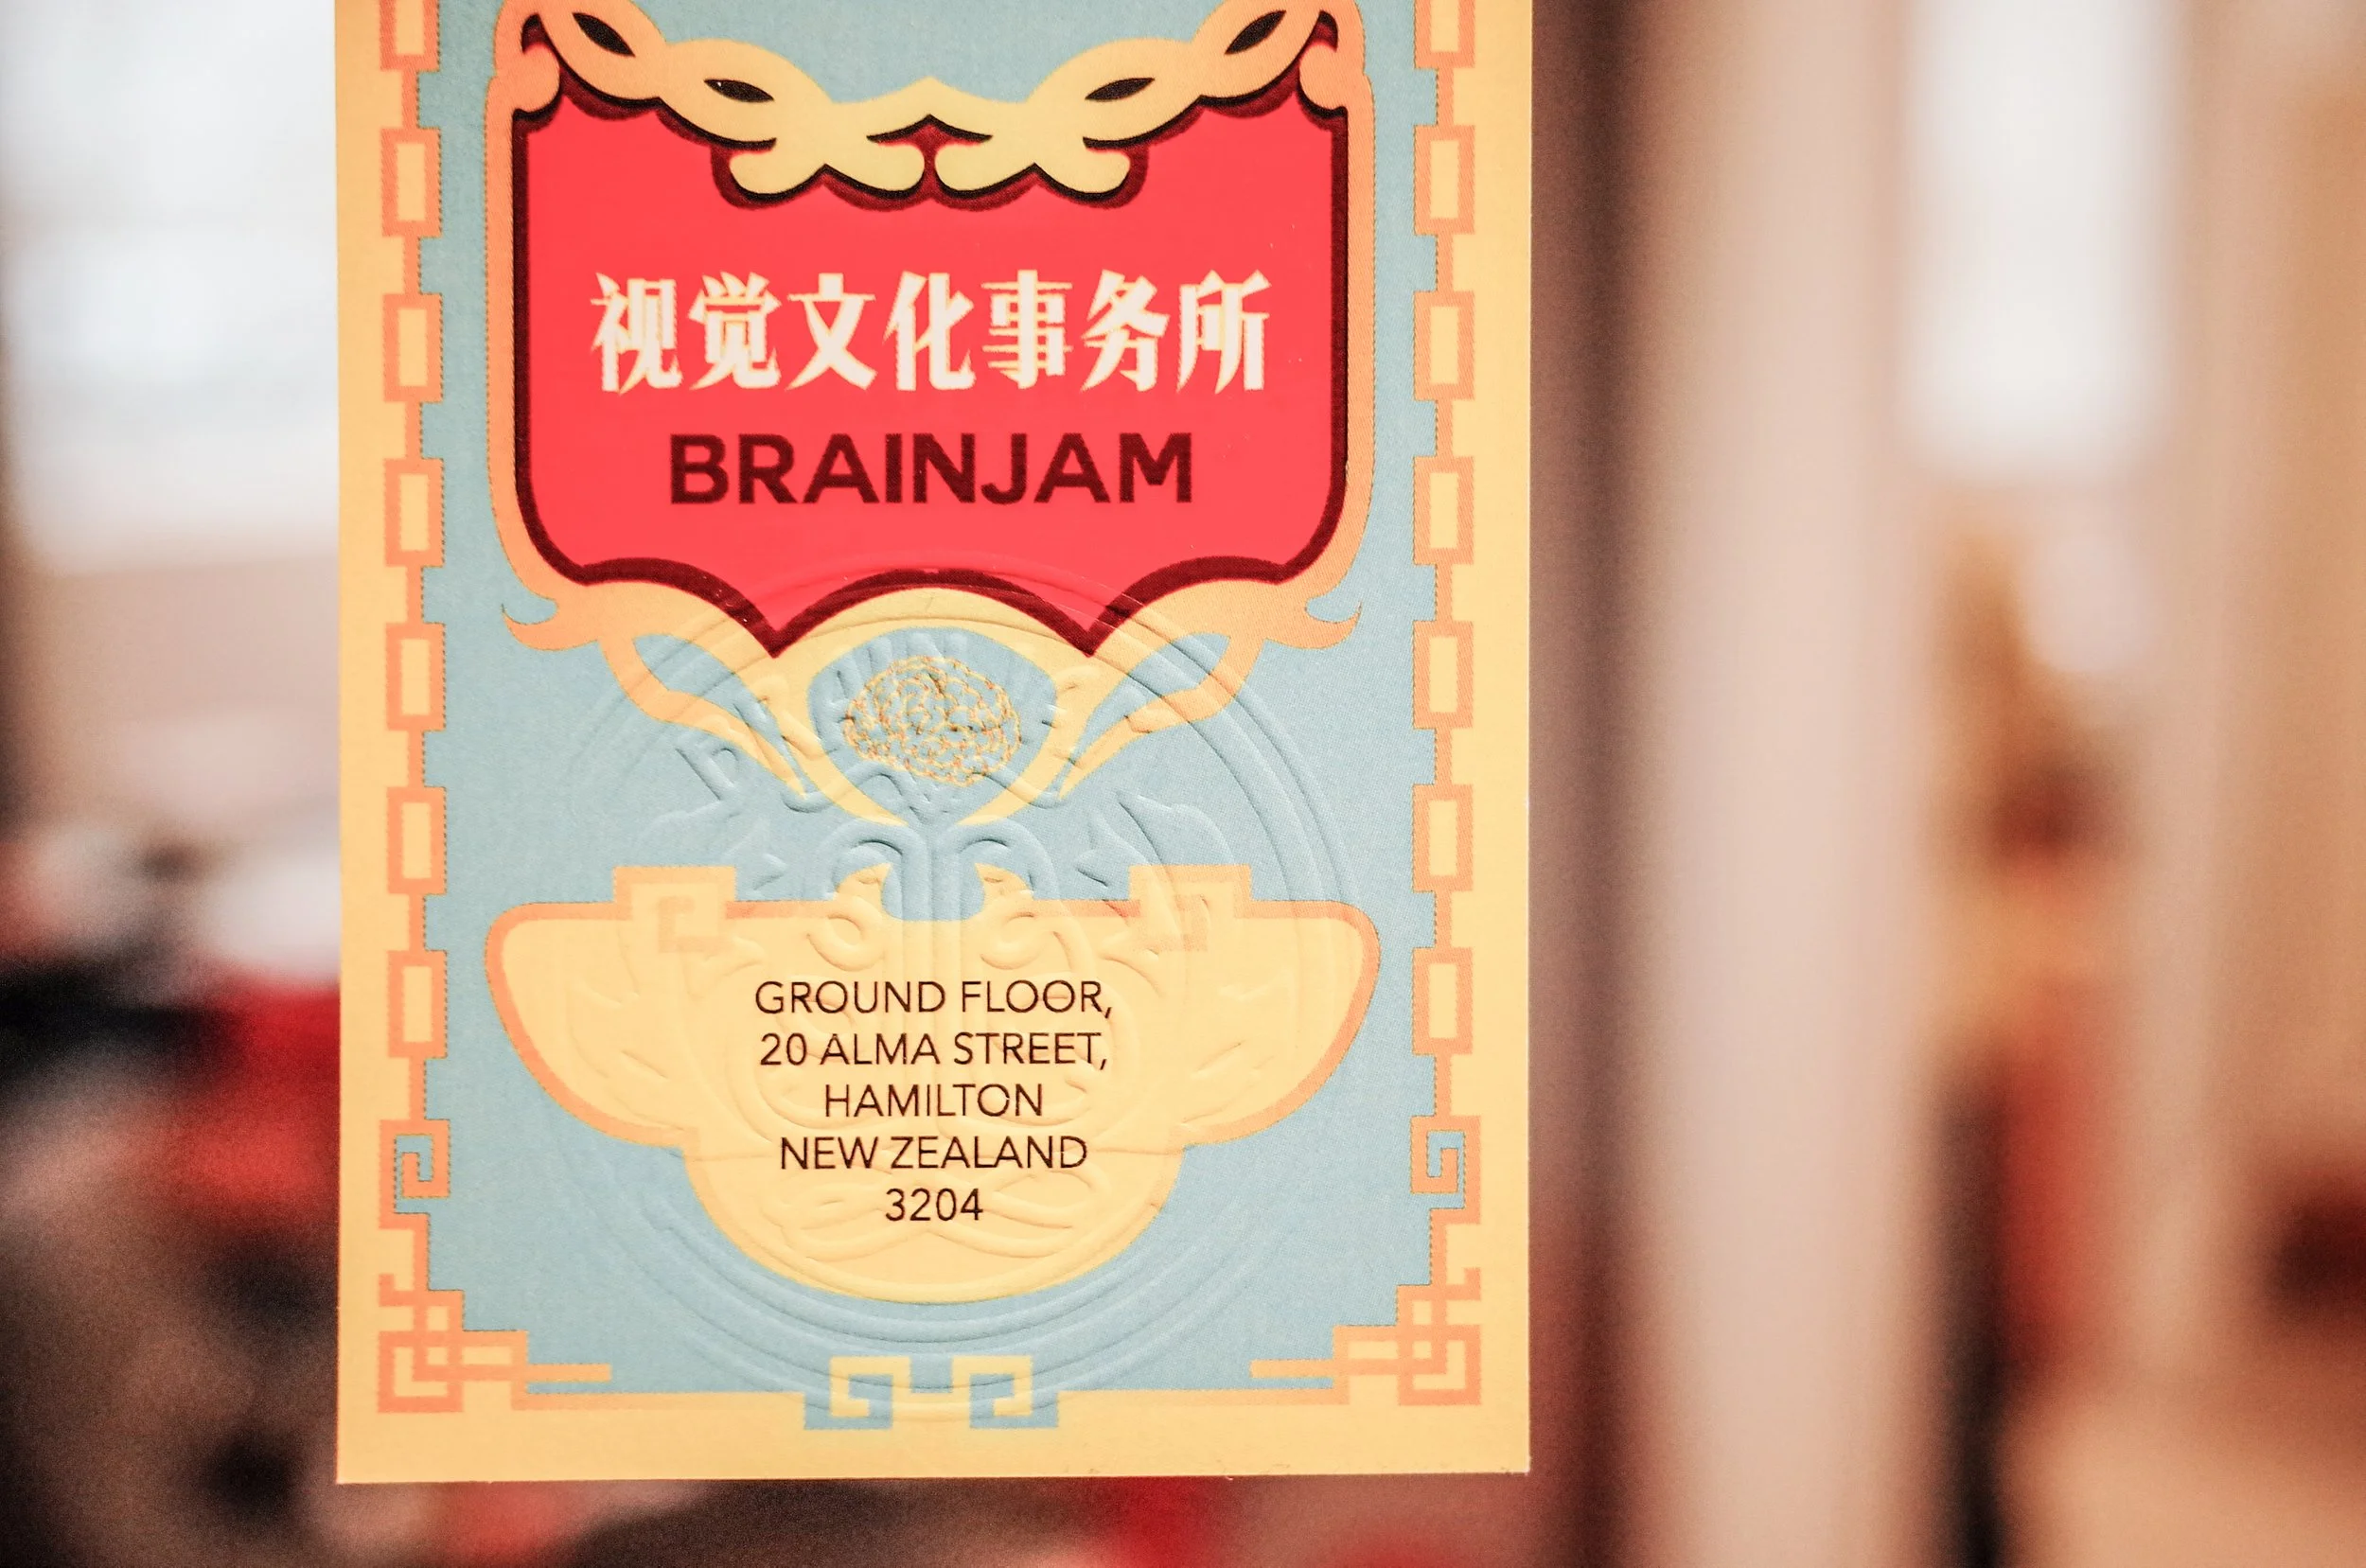 视觉文化事务所
BRAINJAM
GROUND FLOOR,
20 ALMA STREET,
HAMILTON
NEW ZEALAND
3204